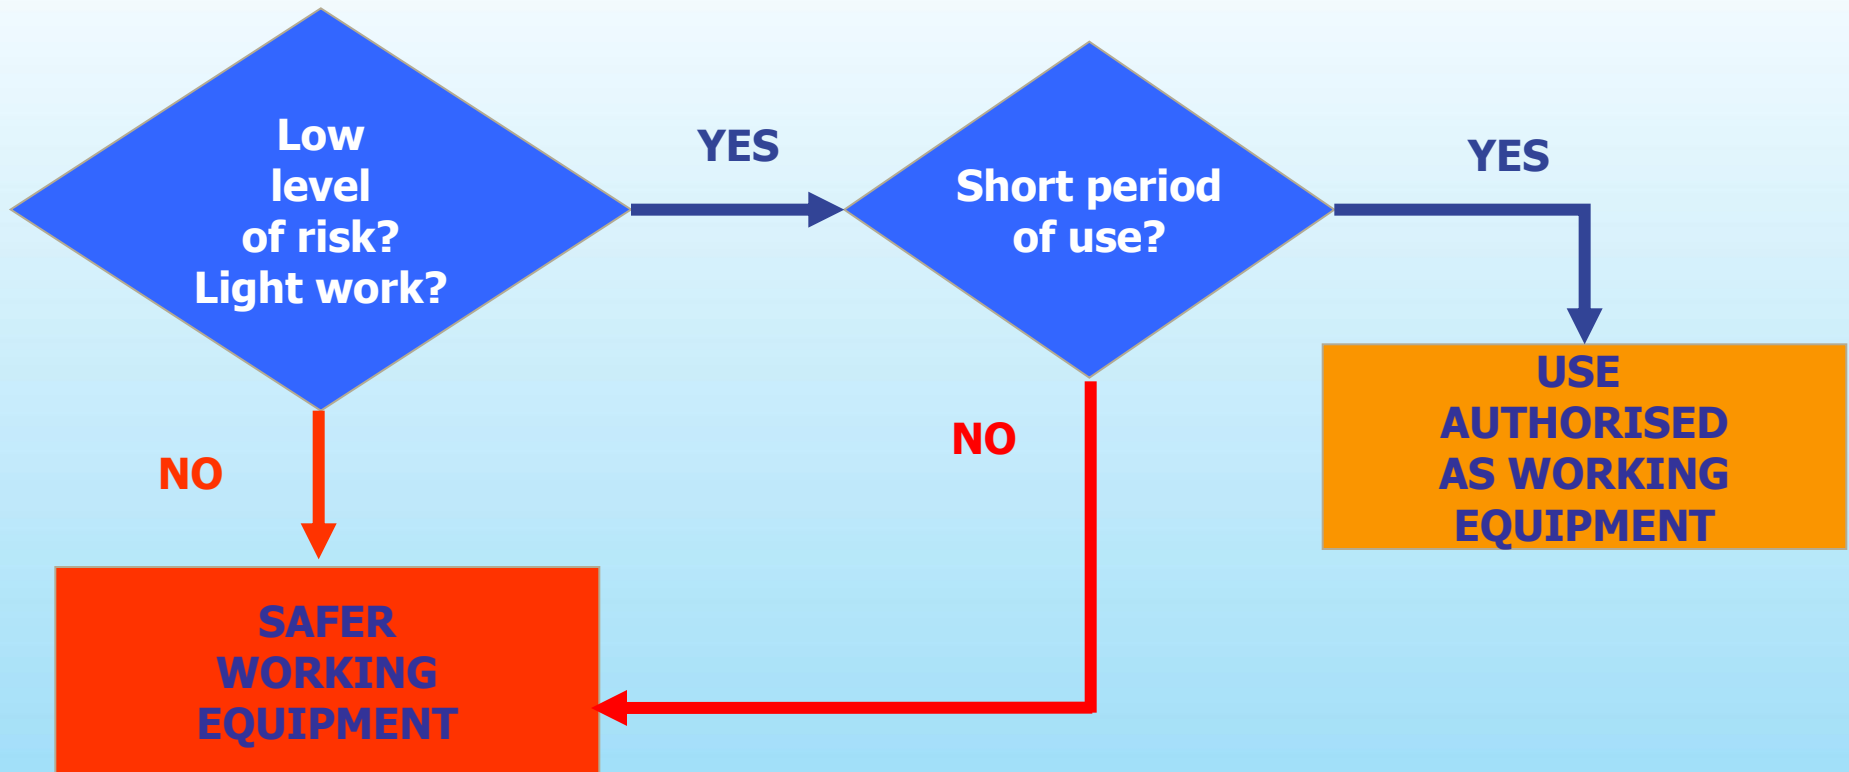 Low
level
of risk?
Light work?
YES
Short period
of use?
YES
USE
AUTHORISED
AS WORKING
EQUIPMENT
NO
NO
SAFER
WORKING
EQUIPMENT